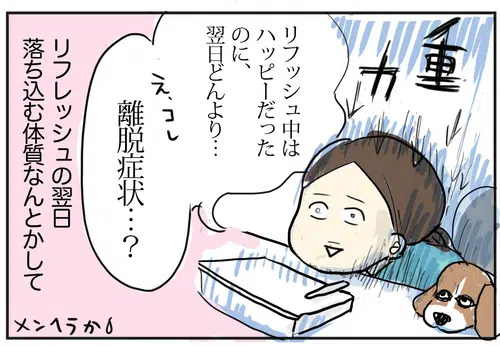 重力
リフッシュ中は
ハッピーだった
のに、
翌日どんより…
え、コレ
離脱症状…？
リフレッシュの翌日
落ち込む体質なんとかして
メンヘラか